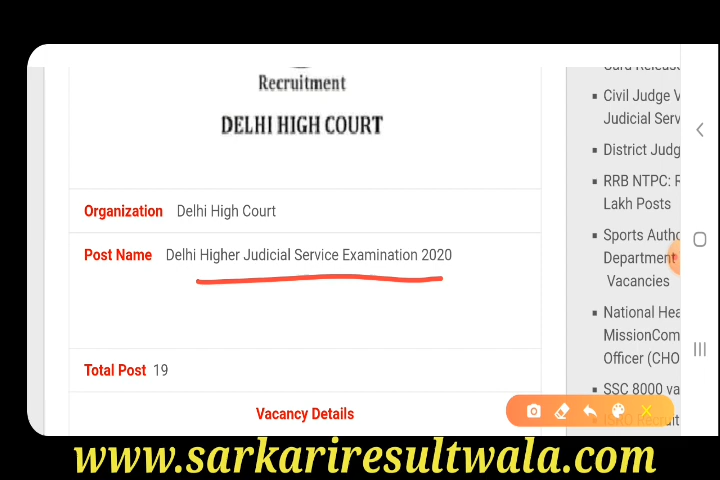 Recruitment
DELHI HIGH COURT
Organization Delhi High Court
Post Name Delhi Higher Judicial Service Examination 2020
Total Post 19
Vacancy Details
Civil Judge V
Judicial Serv
District Judg
RRB NTPC: R
Lakh Posts
Sports Autho
Department
Vacancies
National Hea
MissionCom
Officer (CHO
SSC 8000 va
www.sarkariresultwala.com